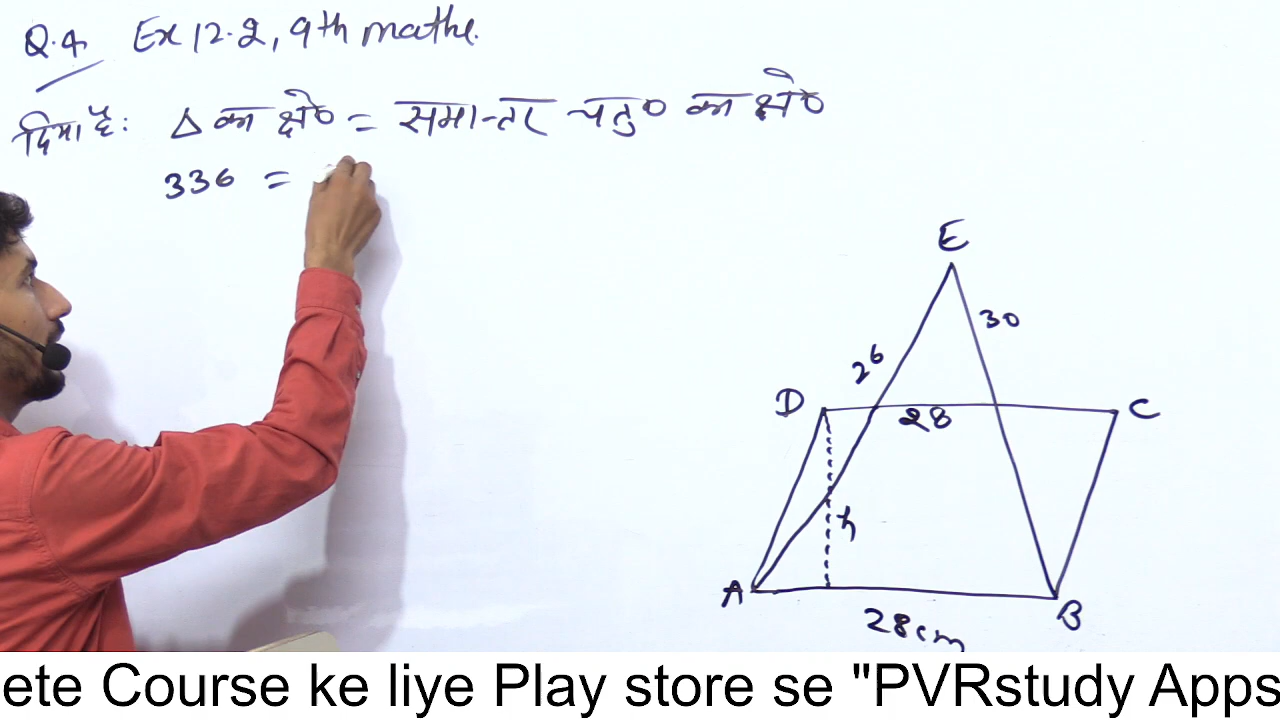 Q.4 Ex 12.2, 9th maths.
दिया है: Δ का क्षे० = समान्तर चतु० का क्षे०
336 =
E
30
26
D
28
C
h
A
28cm
B
ete Course ke liye Play store se "PVRstudy Apps